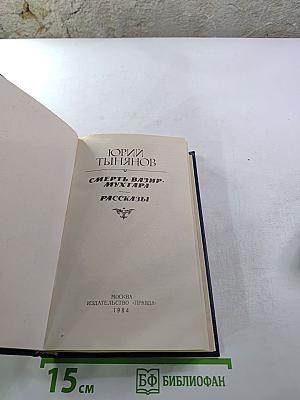 ЮРИЙ
ТЫНЯНОВ
СМЕРТЬ ВАЗИР-
МУХТАРА
РАССКАЗЫ
МОСКВА
ИЗДАТЕЛЬСТВО «ПРАВДА»
1984
15 см
БФ БИБЛИОФАН